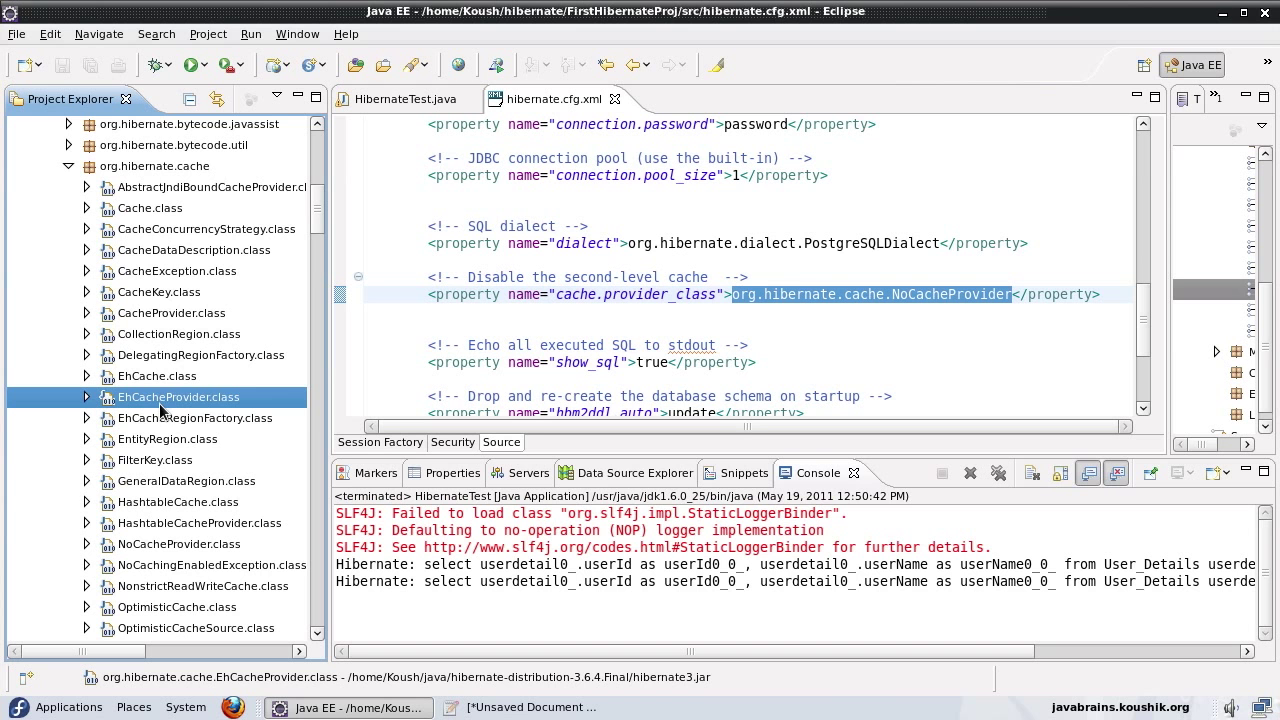 Java EE - /home/Koush/hibernate/FirstHibernateProj/src/hibernate.cfg.xml - Eclipse
File Edit Navigate Search Project Run Window Help
Java EE
Project Explorer
HibernateTest.java
hibernate.cfg.xml
T
org.hibernate.bytecode.javassist
org.hibernate.bytecode.util
org.hibernate.cache
AbstractJndiBoundCacheProvider.cl
Cache.class
CacheConcurrencyStrategy.class
CacheDataDescription.class
CacheException.class
CacheKey.class
CacheProvider.class
CollectionRegion.class
DelegatingRegionFactory.class
EhCache.class
EhCacheProvider.class
EhCacheRegionFactory.class
EntityRegion.class
FilterKey.class
GeneralDataRegion.class
HashtableCache.class
HashtableCacheProvider.class
NoCacheProvider.class
NoCachingEnabledException.class
NonstrictReadWriteCache.class
OptimisticCache.class
OptimisticCacheSource.class
<property name="connection.password">password</property>
<!-- JDBC connection pool (use the built-in) -->
<property name="connection.pool_size">1</property>
<!-- SQL dialect -->
<property name="dialect">org.hibernate.dialect.PostgreSQLDialect</property>
<!-- Disable the second-level cache  -->
<property name="cache.provider_class">org.hibernate.cache.NoCacheProvider</property>
<!-- Echo all executed SQL to stdout -->
<property name="show_sql">true</property>
<!-- Drop and re-create the database schema on startup -->
<property name="hbm2ddl.auto">update</property>
Session Factory Security Source
Markers Properties Servers Data Source Explorer Snippets Console
<terminated> HibernateTest [Java Application] /usr/java/jdk1.6.0_25/bin/java (May 19, 2011 12:50:42 PM)
SLF4J: Failed to load class "org.slf4j.impl.StaticLoggerBinder".
SLF4J: Defaulting to no-operation (NOP) logger implementation
SLF4J: See http://www.slf4j.org/codes.html#StaticLoggerBinder for further details.
Hibernate: select userdetail0_.userId as userId0_0_, userdetail0_.userName as userName0_0_ from User_Details userde
Hibernate: select userdetail0_.userId as userId0_0_, userdetail0_.userName as userName0_0_ from User_Details userde
org.hibernate.cache.EhCacheProvider.class - /home/Koush/java/hibernate-distribution-3.6.4.Final/hibernate3.jar
Applications Places System
Java EE - /home/Kous...
[*Unsaved Document ...
javabrains.koushik.org